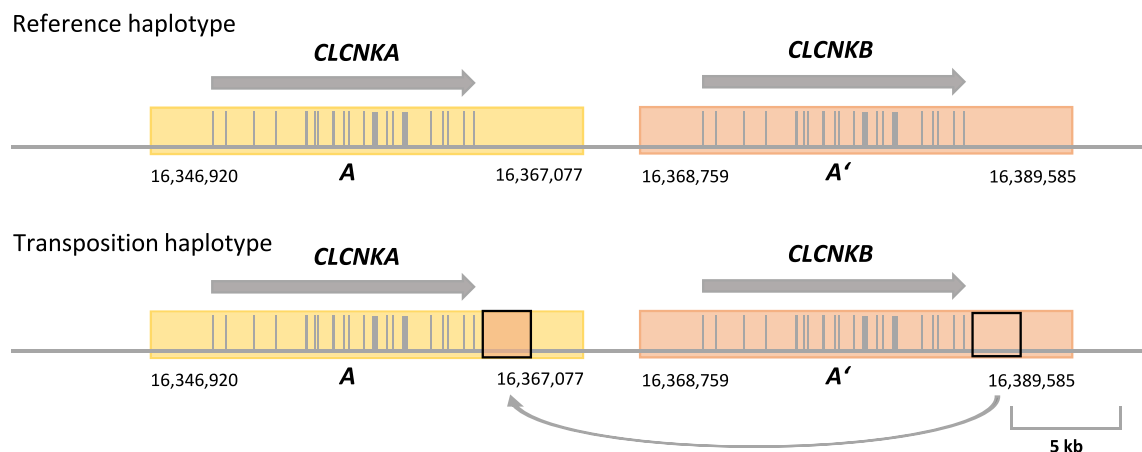 Reference haplotype
CLCNKA
CLCNKB
A
A‘
16,346,920
16,367,077
16,368,759
16,389,585
Transposition haplotype
CLCNKA
CLCNKB
A
A‘
16,346,920
16,367,077
16,368,759
16,389,585
5 kb